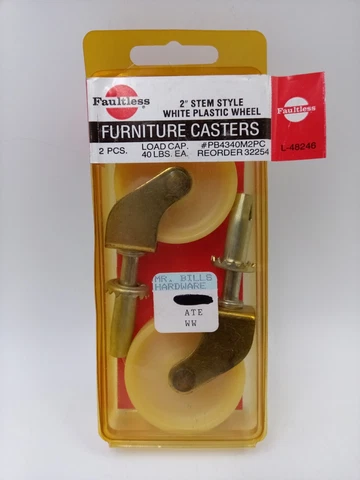 Faultless
2" STEM STYLE
WHITE PLASTIC WHEEL
FURNITURE CASTERS
2 PCS. LOAD CAP. 40 LBS. EA. #PB4340M2PC REORDER 32254
Faultless
L-48246
MR. BILLS
HARDWARE
ATE
WW